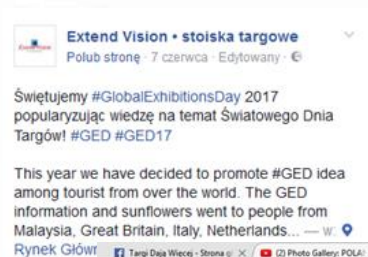 Extend Vision • stoiska targowe
Polub stronę · 7 czerwca · Edytowany ·
Świętujemy #GlobalExhibitionsDay 2017
popularyzując wiedzę na temat Światowego Dnia
Targów! #GED #GED17
This year we have decided to promote #GED idea
among tourist from over the world. The GED
information and sunflowers went to people from
Malaysia, Great Britain, Italy, Netherlands... — w:
Rynek Główn
Targi Dają Więcej - Strona g
(2) Photo Gallery: POLA